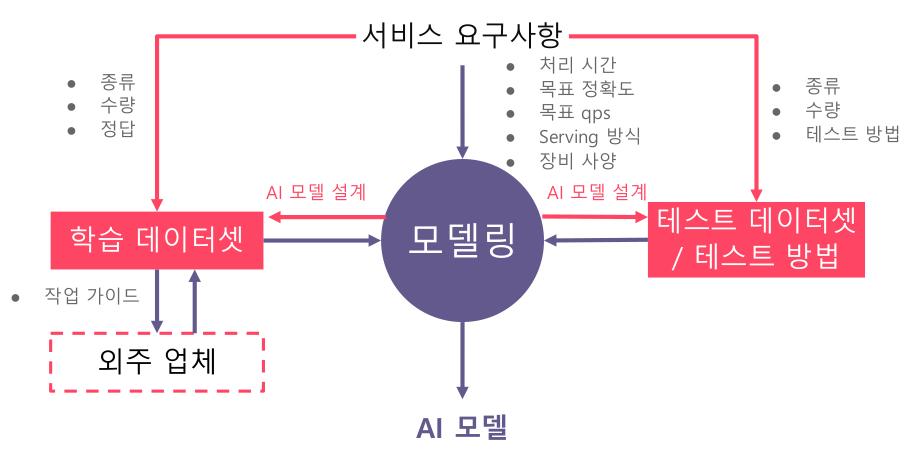 서비스 요구사항
● 종류
● 수량
● 정답
● 처리 시간
● 목표 정확도
● 목표 qps
● Serving 방식
● 장비 사양
● 종류
● 수량
● 테스트 방법
AI 모델 설계
AI 모델 설계
학습 데이터셋
모델링
테스트 데이터셋
/ 테스트 방법
● 작업 가이드
외주 업체
AI 모델